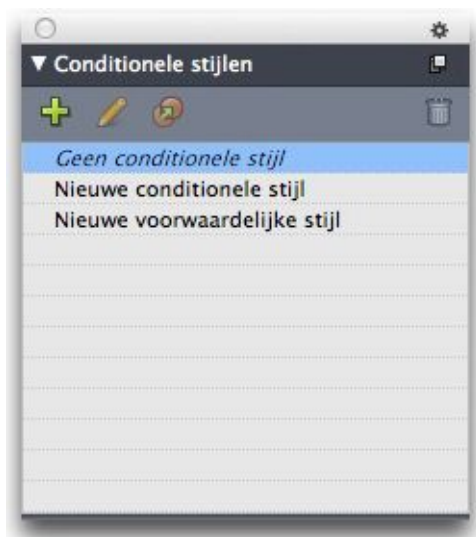 Conditionele stijlen
Geen conditionele stijl
Nieuwe conditionele stijl
Nieuwe voorwaardelijke stijl